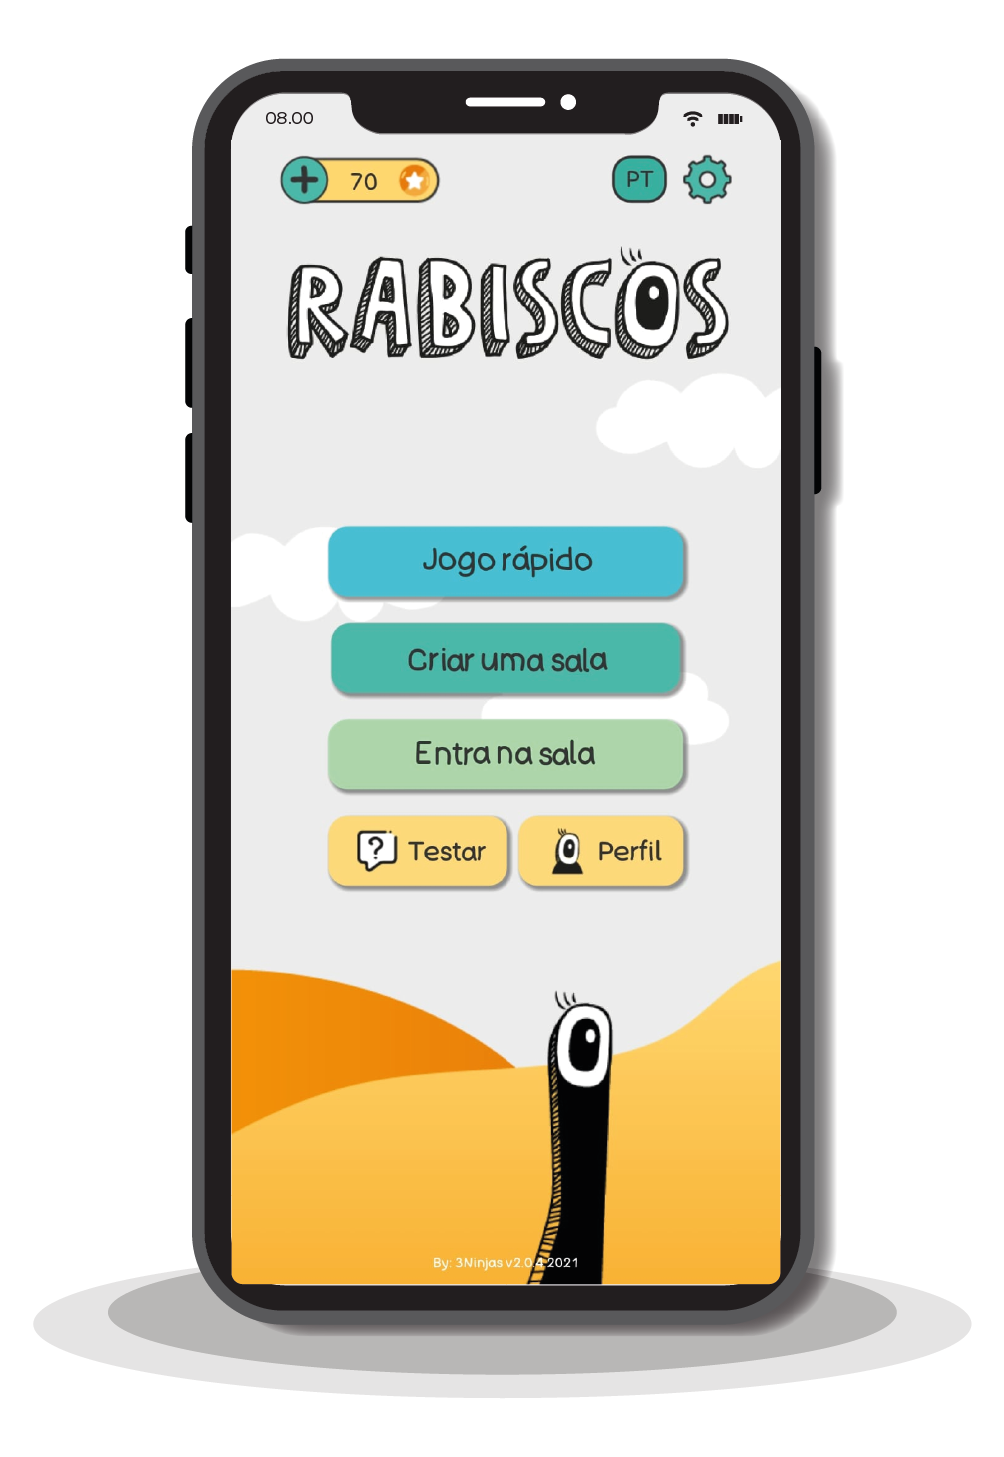 08.00
70
PT
RABISCOS
Jogo rápido
Criar uma sala
Entra na sala
? Testar
Perfil
By: 3Ninjas v2.0.4.2021